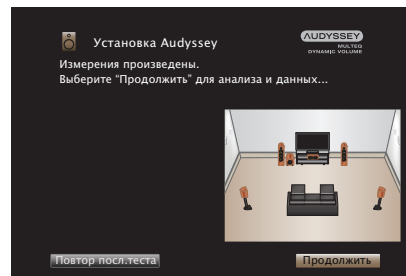 Установка Audyssey
AUDYSSEY
MULTEQ
DYNAMIC VOLUME
Измерения произведены.
Выберите “Продолжить” для анализа и данных...
Повтор посл.теста
Продолжить